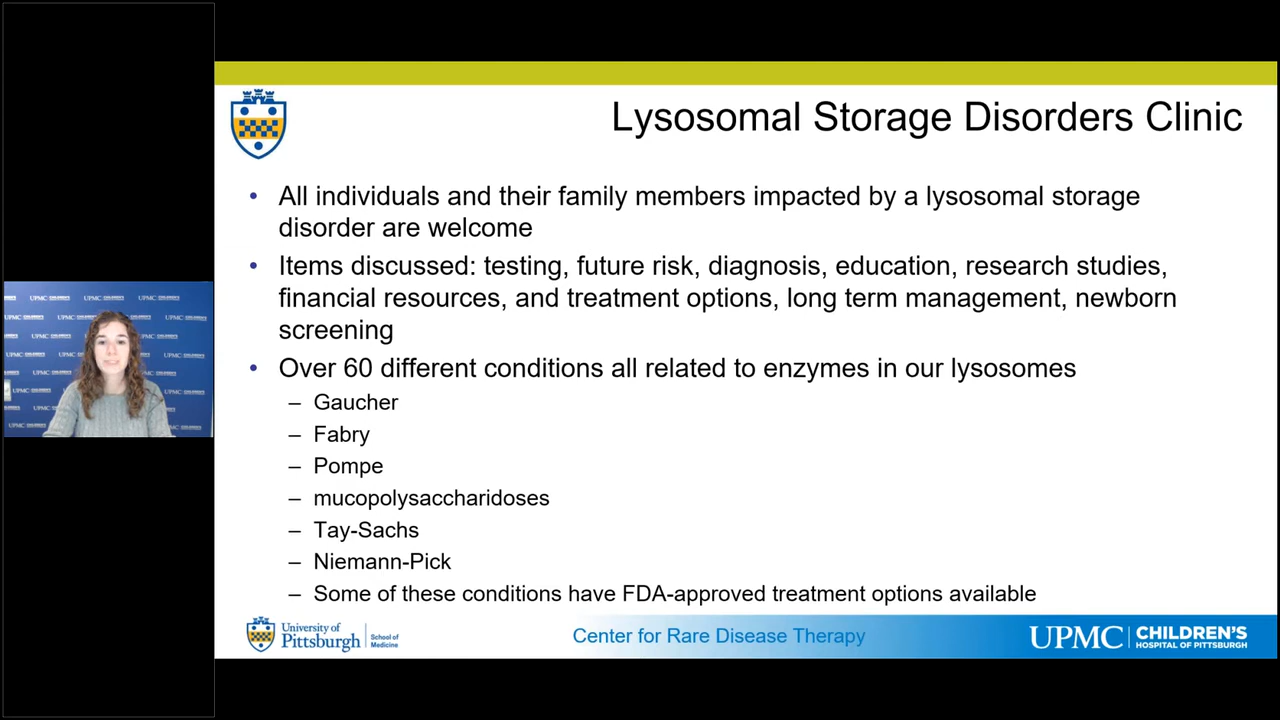 Lysosomal Storage Disorders Clinic
• All individuals and their family members impacted by a lysosomal storage
disorder are welcome
• Items discussed: testing, future risk, diagnosis, education, research studies,
financial resources, and treatment options, long term management, newborn
screening
• Over 60 different conditions all related to enzymes in our lysosomes
– Gaucher
– Fabry
– Pompe
– mucopolysaccharidoses
– Tay-Sachs
– Niemann-Pick
– Some of these conditions have FDA-approved treatment options available
University of
Pittsburgh
School of
Medicine
Center for Rare Disease Therapy
UPMC
CHILDREN'S
HOSPITAL OF PITTSBURGH